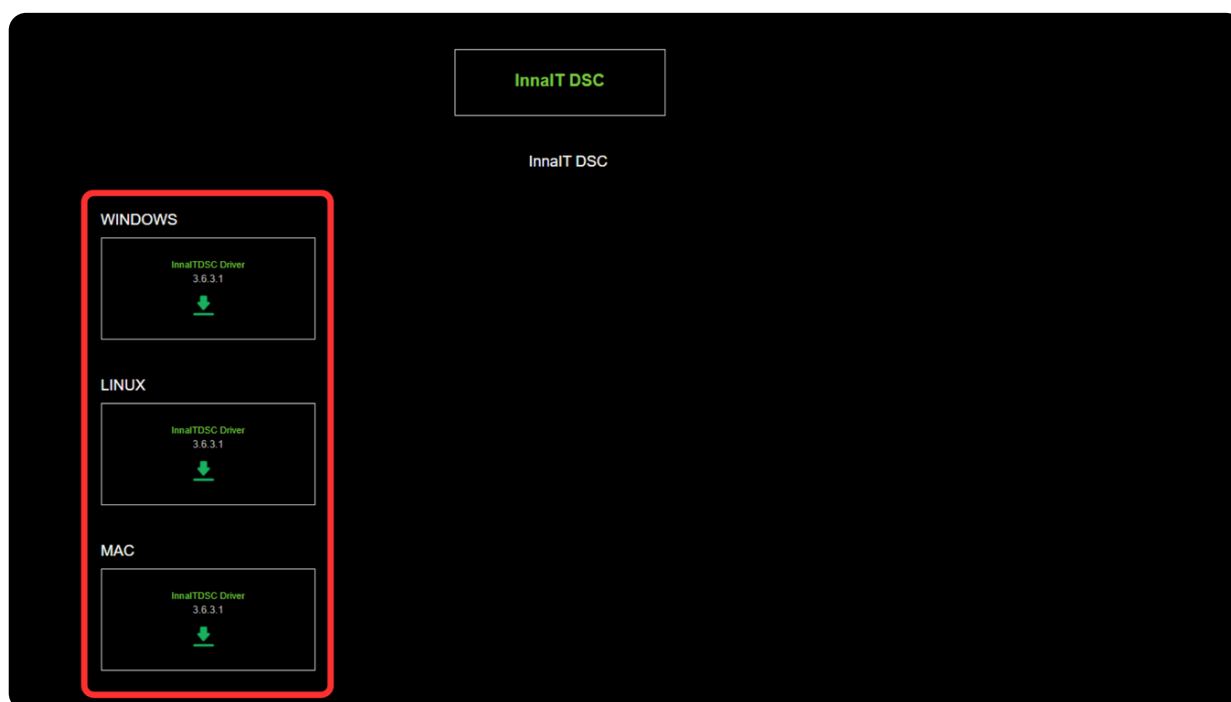 InnaIT DSC
InnaIT DSC
WINDOWS
InnaITDSC Driver
3.6.3.1
LINUX
InnaITDSC Driver
3.6.3.1
MAC
InnaITDSC Driver
3.6.3.1